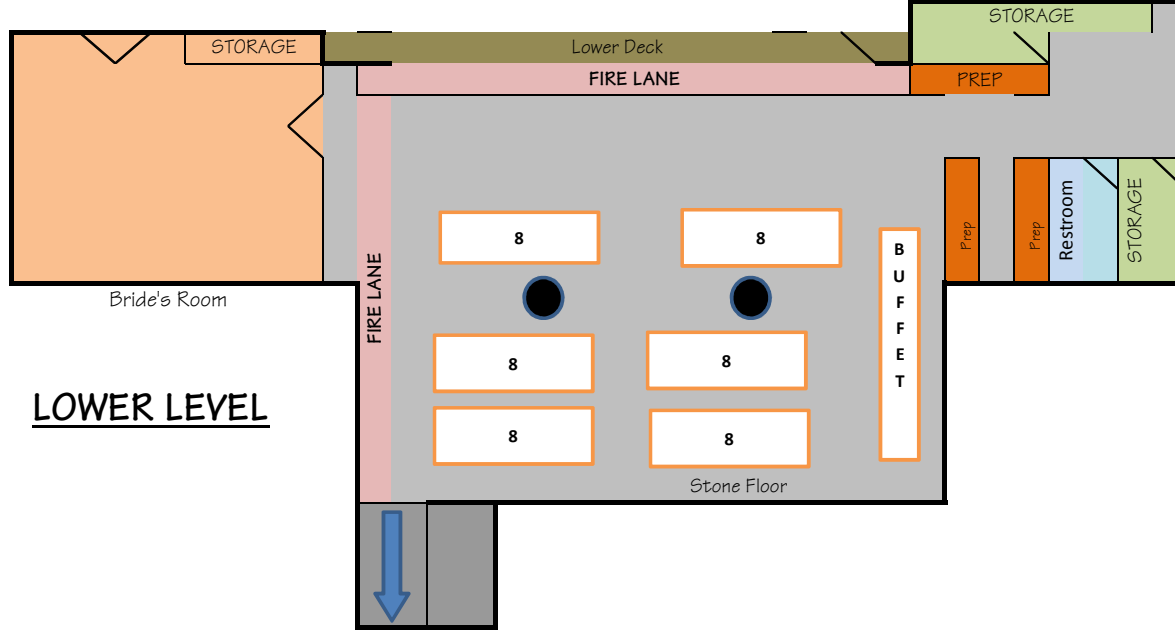 STORAGE
STORAGE
Lower Deck
FIRE LANE
PREP
Bride's Room
FIRE LANE
8
8
8
8
8
8
B
U
F
F
E
T
Prep
Prep
Restroom
STORAGE
LOWER LEVEL
Stone Floor